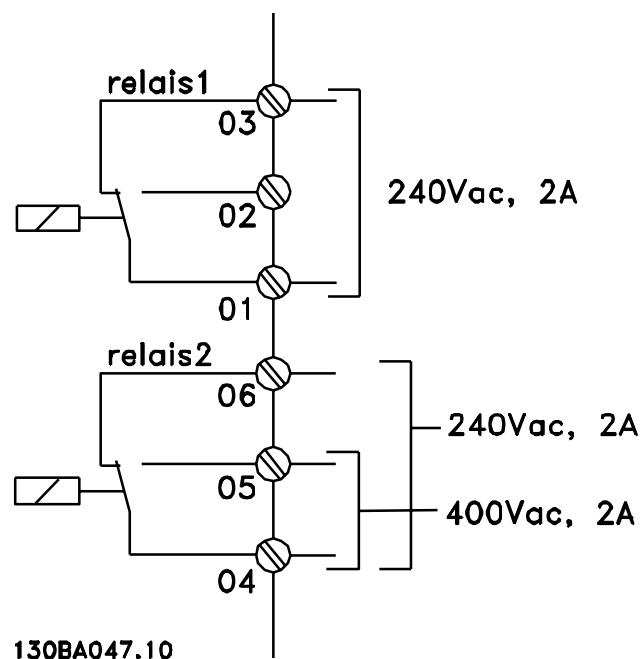 relais1
03
02
240Vac, 2A
01
relais2
06
240Vac, 2A
05
400Vac, 2A
04
130BA047.10